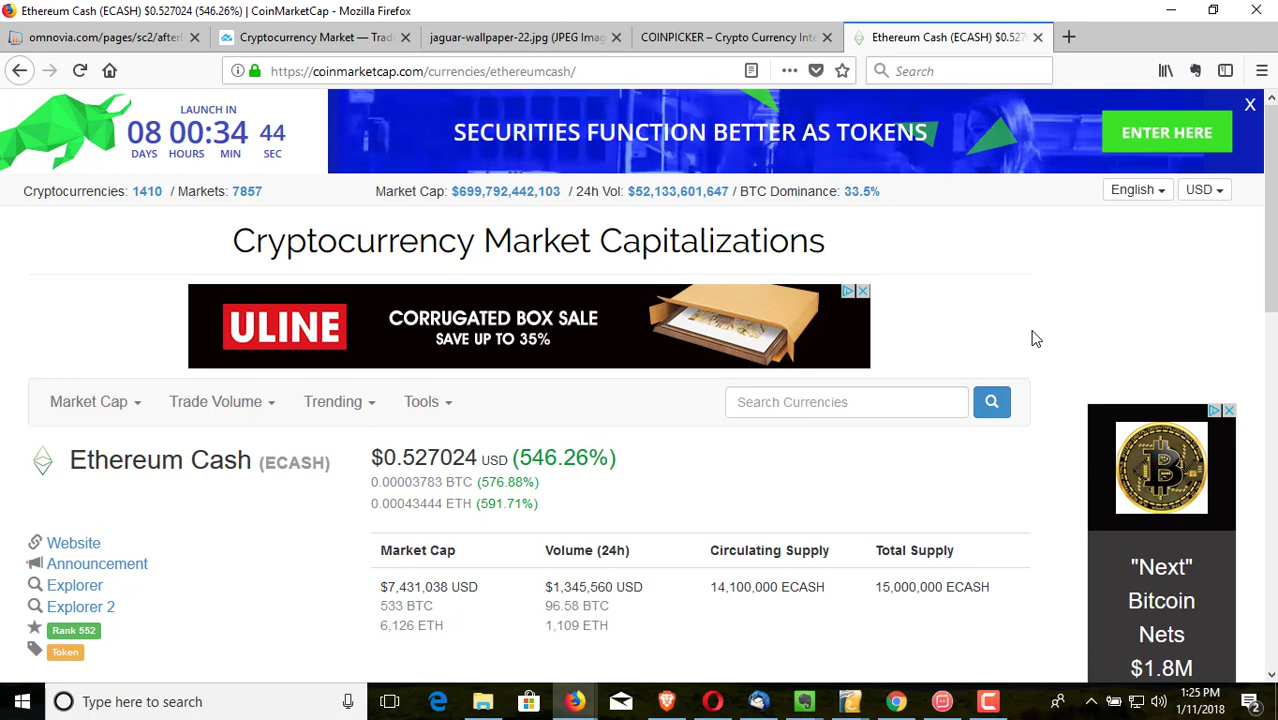 Ethereum Cash (ECASH) $0.527024 (546.26%) | CoinMarketCap - Mozilla Firefox
omnovia.com/pages/sc2/afterl
Cryptocurrency Market — Tradi
jaguar-wallpaper-22.jpg (JPEG Imag
COINPICKER – Crypto Currency Inte
Ethereum Cash (ECASH) $0.527
https://coinmarketcap.com/currencies/ethereumcash/
Search
LAUNCH IN
08 00:34 44
DAYS HOURS MIN SEC
SECURITIES FUNCTION BETTER AS TOKENS
ENTER HERE
X
Cryptocurrencies: 1410 / Markets: 7857
Market Cap: $699,792,442,103 / 24h Vol: $52,133,601,647 / BTC Dominance: 33.5%
English
USD
Cryptocurrency Market Capitalizations
ULINE
CORRUGATED BOX SALE
SAVE UP TO 35%
Market Cap
Trade Volume
Trending
Tools
Search Currencies
Ethereum Cash (ECASH)
$0.527024 USD (546.26%)
0.00003783 BTC (576.88%)
0.00043444 ETH (591.71%)
Website
Announcement
Explorer
Explorer 2
Rank 552
Token
Market Cap Volume (24h) Circulating Supply Total Supply
$7,431,038 USD $1,345,560 USD 14,100,000 ECASH 15,000,000 ECASH
533 BTC 96.58 BTC
6,126 ETH 1,109 ETH
"Next"
Bitcoin
Nets
$1.8M
Type here to search
1:25 PM
1/11/2018
2